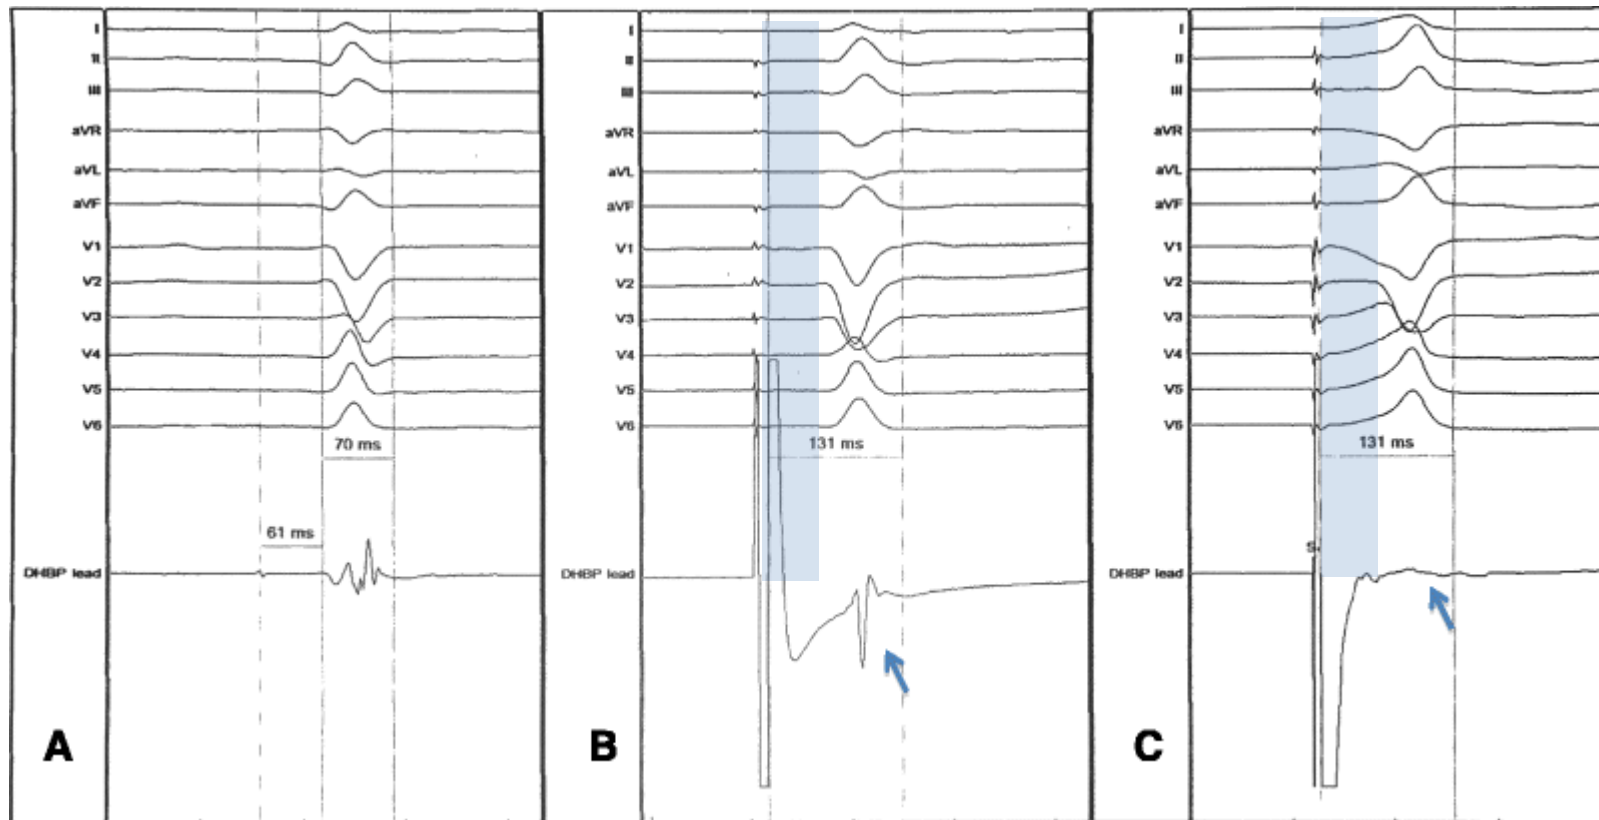 I
II
III
aVR
aVL
aVF
V1
V2
V3
V4
V5
V6
70 ms
61 ms
DHBP lead
A
I
II
III
aVR
aVL
aVF
V1
V2
V3
V4
V5
V6
131 ms
DHBP lead
B
I
II
III
aVR
aVL
aVF
V1
V2
V3
V4
V5
V6
131 ms
S
DHBP lead
C